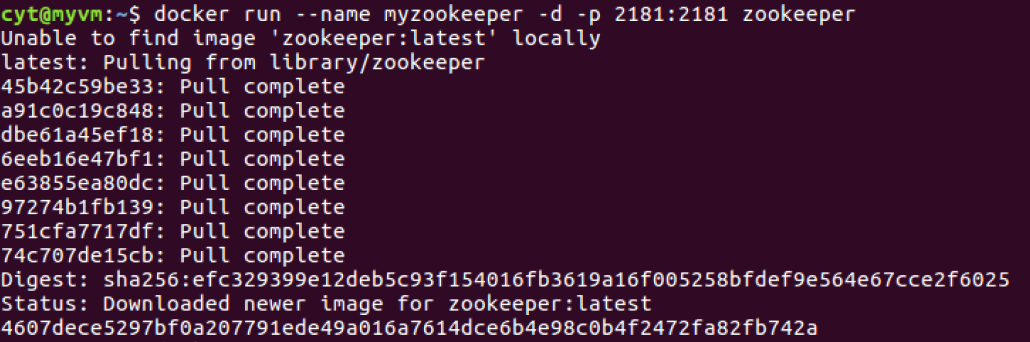 cyt@myvm:~$ docker run --name myzookeeper -d -p 2181:2181 zookeeper
Unable to find image 'zookeeper:latest' locally
latest: Pulling from library/zookeeper
45b42c59be33: Pull complete
a91c0c19c848: Pull complete
dbe61a45ef18: Pull complete
6eeb16e47bf1: Pull complete
e63855ea80dc: Pull complete
97274b1fb139: Pull complete
751cfa7717df: Pull complete
74c707de15cb: Pull complete
Digest: sha256:efc329399e12deb5c93f154016fb3619a16f005258bfdef9e564e67cce2f6025
Status: Downloaded newer image for zookeeper:latest
4607dece5297bf0a207791ede49a016a7614dce6b4e98c0b4f2472fa82fb742a